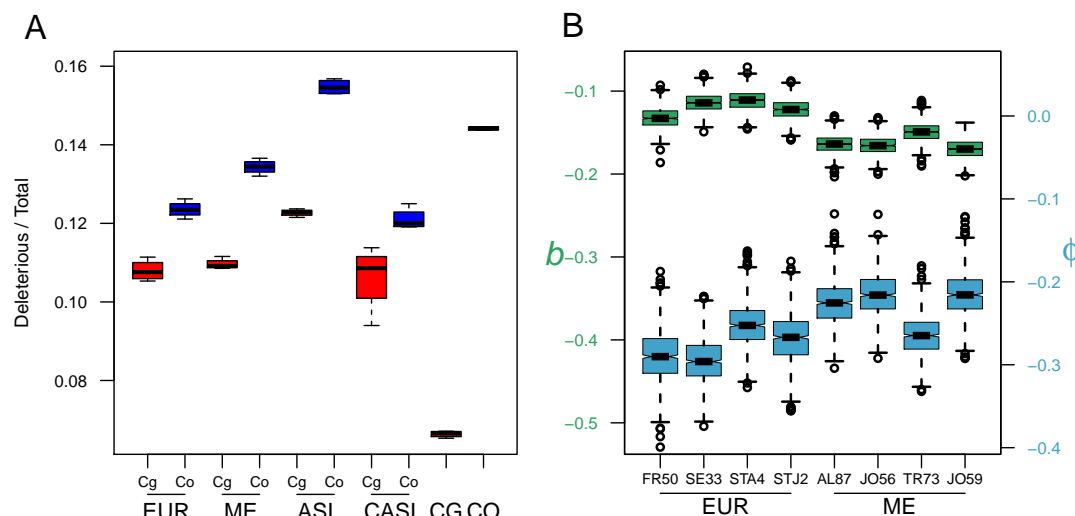 A
B
0.16
0.14
0.12
0.10
0.08
Deleterious / Total
Cg Co Cg Co Cg Co Cg Co
EUR ME ASI CASI CG CO
−0.1
−0.2
−0.3
−0.4
−0.5
b
0.0
−0.1
−0.2
−0.3
−0.4
ϕ
FR50 SE33 STA4 STJ2 AL87 JO56 TR73 JO59
EUR ME